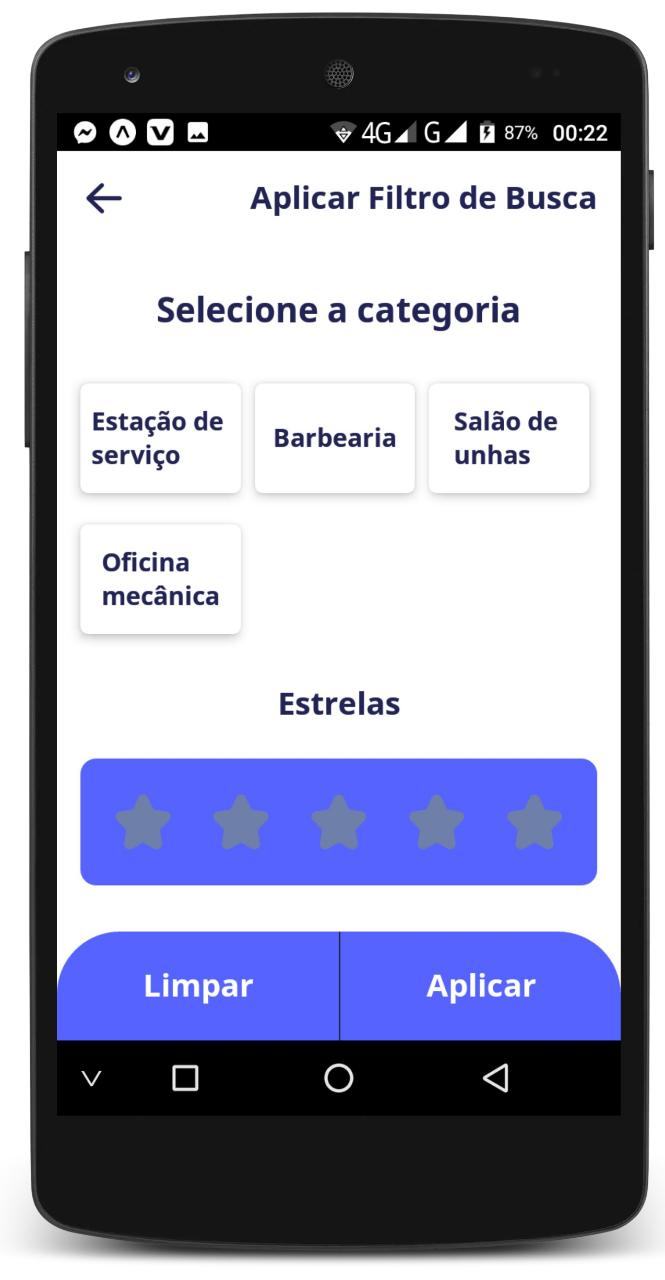 4G G 87% 00:22
Aplicar Filtro de Busca
Selecione a categoria
Estação de
serviço
Barbearia
Salão de
unhas
Oficina
mecânica
Estrelas
Limpar
Aplicar